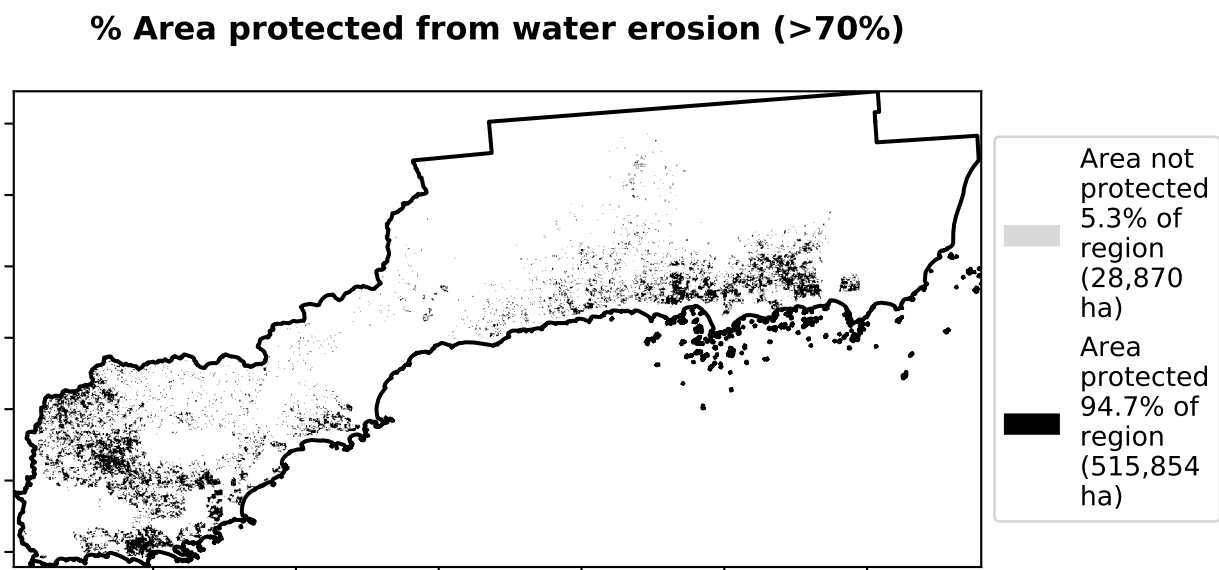 % Area protected from water erosion (>70%)
Area not
protected
5.3% of
region
(28,870
ha)
Area
protected
94.7% of
region
(515,854
ha)